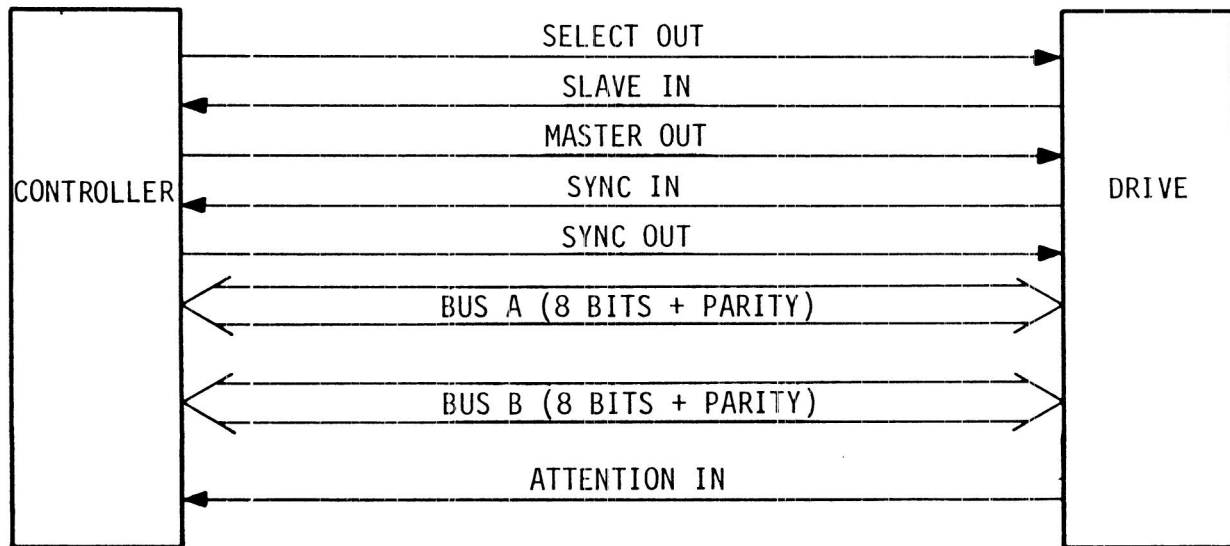 SELECT OUT
SLAVE IN
MASTER OUT
CONTROLLER
SYNC IN
DRIVE
SYNC OUT
BUS A (8 BITS + PARITY)
BUS B (8 BITS + PARITY)
ATTENTION IN